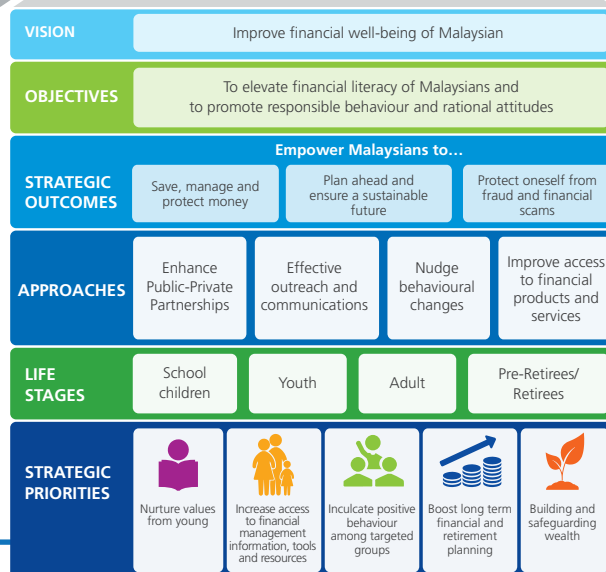 VISION
Improve financial well-being of Malaysian
OBJECTIVES
To elevate financial literacy of Malaysians and
to promote responsible behaviour and rational attitudes
STRATEGIC
OUTCOMES
Empower Malaysians to...
Save, manage and
protect money
Plan ahead and
ensure a sustainable
future
Protect oneself from
fraud and financial
scams
APPROACHES
Enhance
Public-Private
Partnerships
Effective
outreach and
communications
Nudge
behavioural
changes
Improve access
to financial
products and
services
LIFE
STAGES
School
children
Youth
Adult
Pre-Retirees/
Retirees
STRATEGIC
PRIORITIES
Nurture values
from young
Increase access
to financial
management
information, tools
and resources
Inculcate positive
behaviour
among targeted
groups
Boost long term
financial and
retirement
planning
Building and
safeguarding
wealth